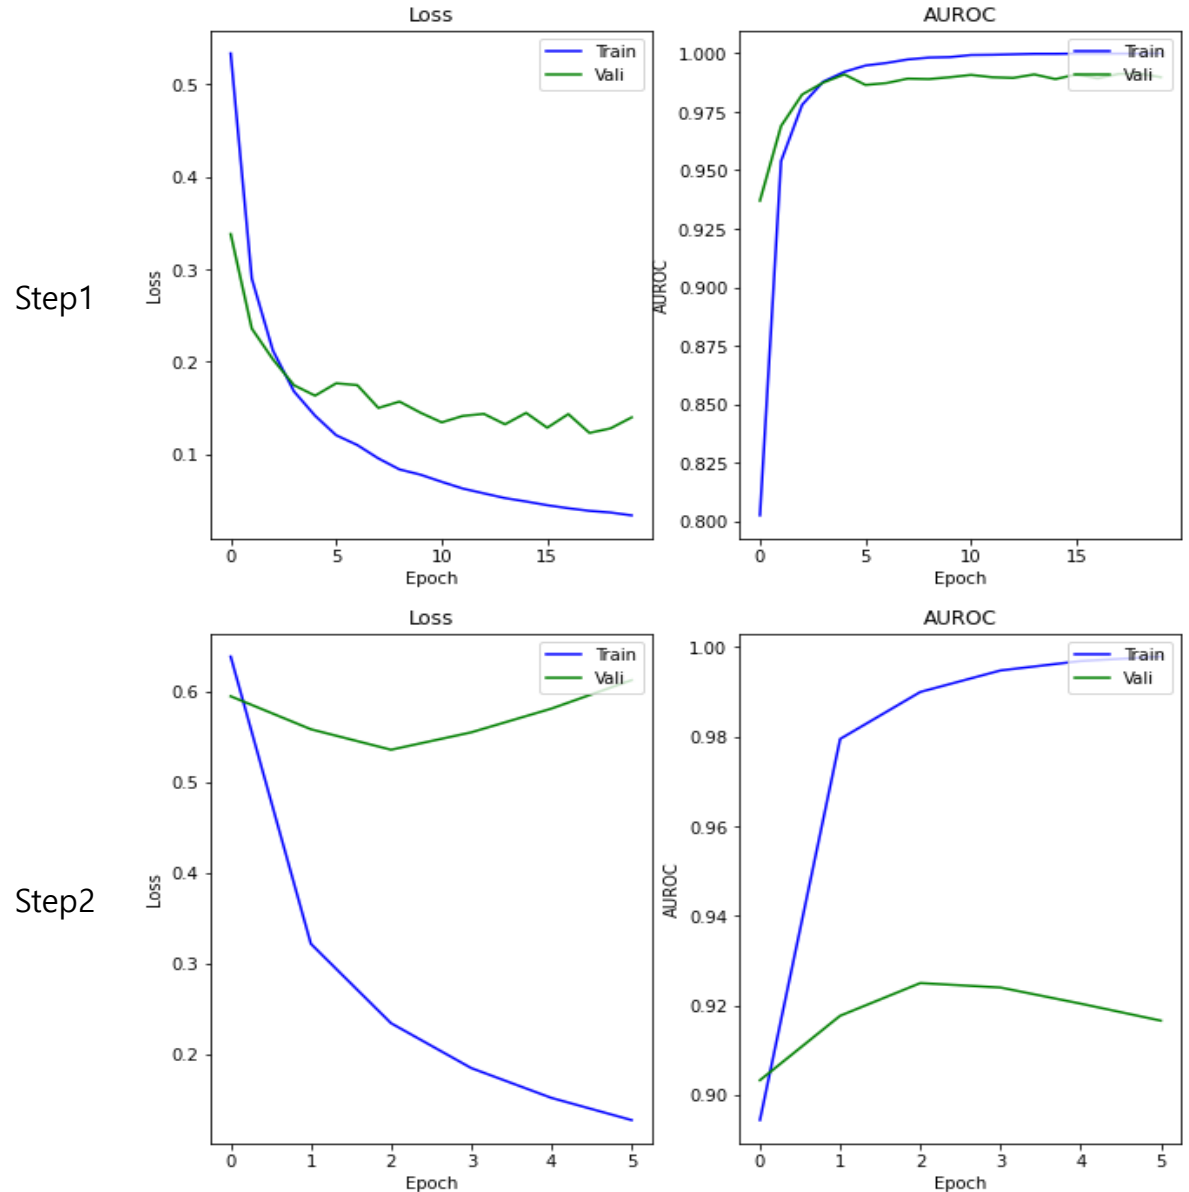 Step1
Loss
Train
Vali
0.5
0.4
0.3
0.2
0.1
Loss
0 5 10 15
Epoch
AUROC
Train
Vali
1.000
0.975
0.950
0.925
0.900
0.875
0.850
0.825
0.800
AUROC
0 5 10 15
Epoch
Step2
Loss
Train
Vali
0.6
0.5
0.4
0.3
0.2
Loss
0 1 2 3 4 5
Epoch
AUROC
Train
Vali
1.00
0.98
0.96
0.94
0.92
0.90
AUROC
0 1 2 3 4 5
Epoch